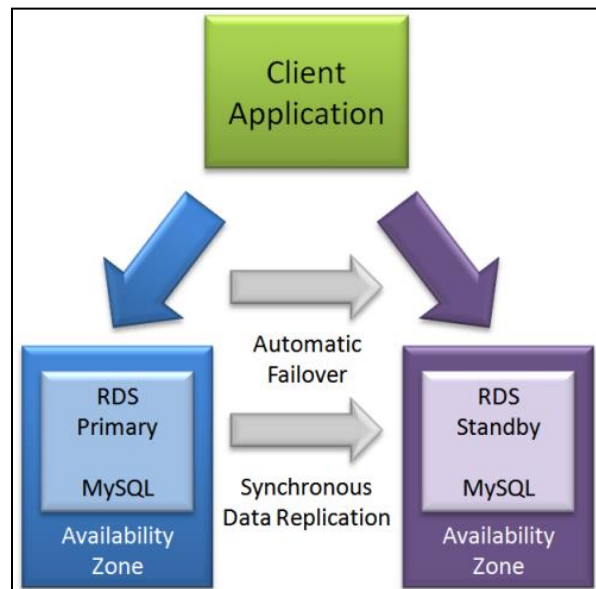 Client
Application
Automatic
Failover
RDS
Primary
MySQL
Availability
Zone
Synchronous
Data Replication
RDS
Standby
MySQL
Availability
Zone